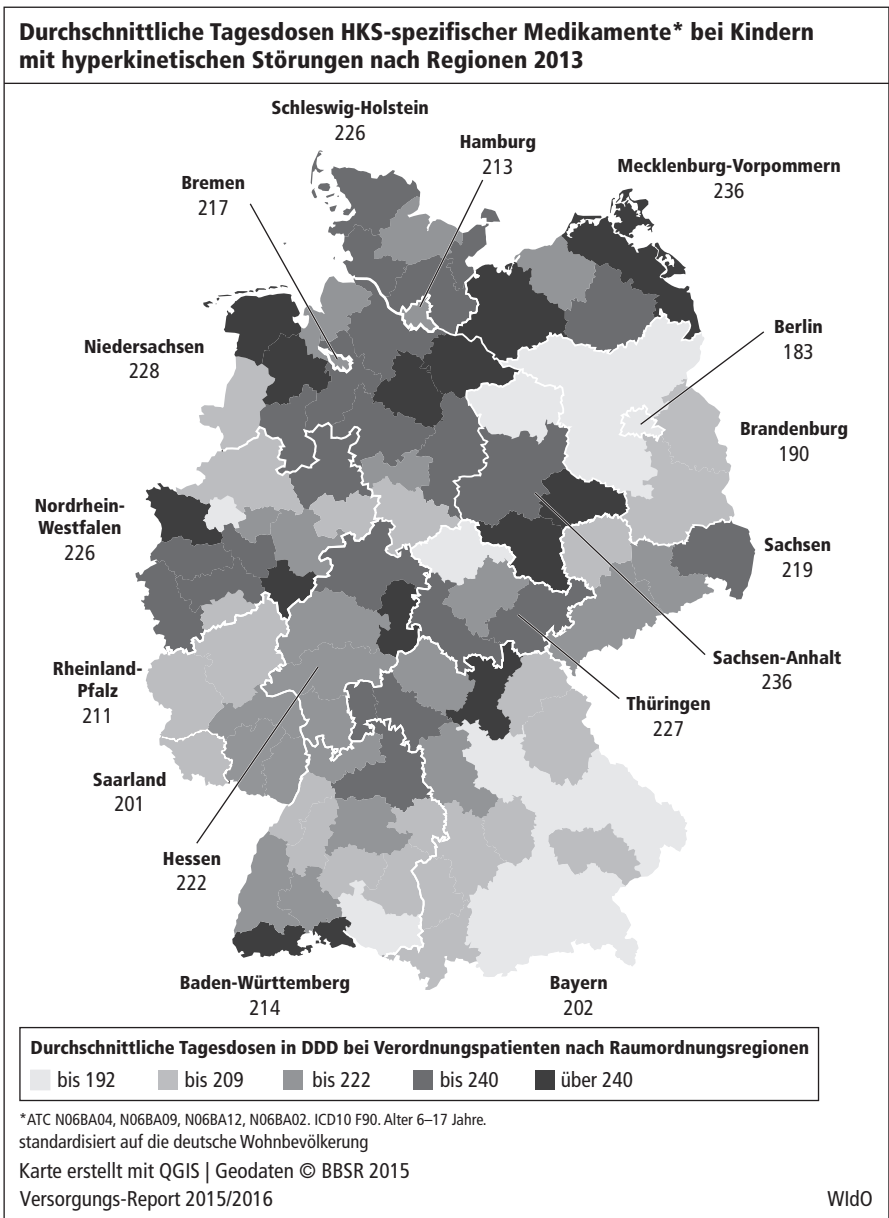 Durchschnittliche Tagesdosen HKS-spezifischer Medikamente* bei Kindern
mit hyperkinetischen Störungen nach Regionen 2013
Schleswig-Holstein
226
Hamburg
213
Mecklenburg-Vorpommern
236
Bremen
217
Berlin
183
Niedersachsen
228
Brandenburg
190
Nordrhein-
Westfalen
226
Sachsen
219
Sachsen-Anhalt
236
Rheinland-
Pfalz
211
Thüringen
227
Saarland
201
Hessen
222
Baden-Württemberg
214
Bayern
202
Durchschnittliche Tagesdosen in DDD bei Verordnungspatienten nach Raumordnungsregionen
bis 192 bis 209 bis 222 bis 240 über 240
*ATC N06BA04, N06BA09, N06BA12, N06BA02. ICD10 F90. Alter 6–17 Jahre.
standardisiert auf die deutsche Wohnbevölkerung
Karte erstellt mit QGIS | Geodaten © BBSR 2015
Versorgungs-Report 2015/2016 WIdO